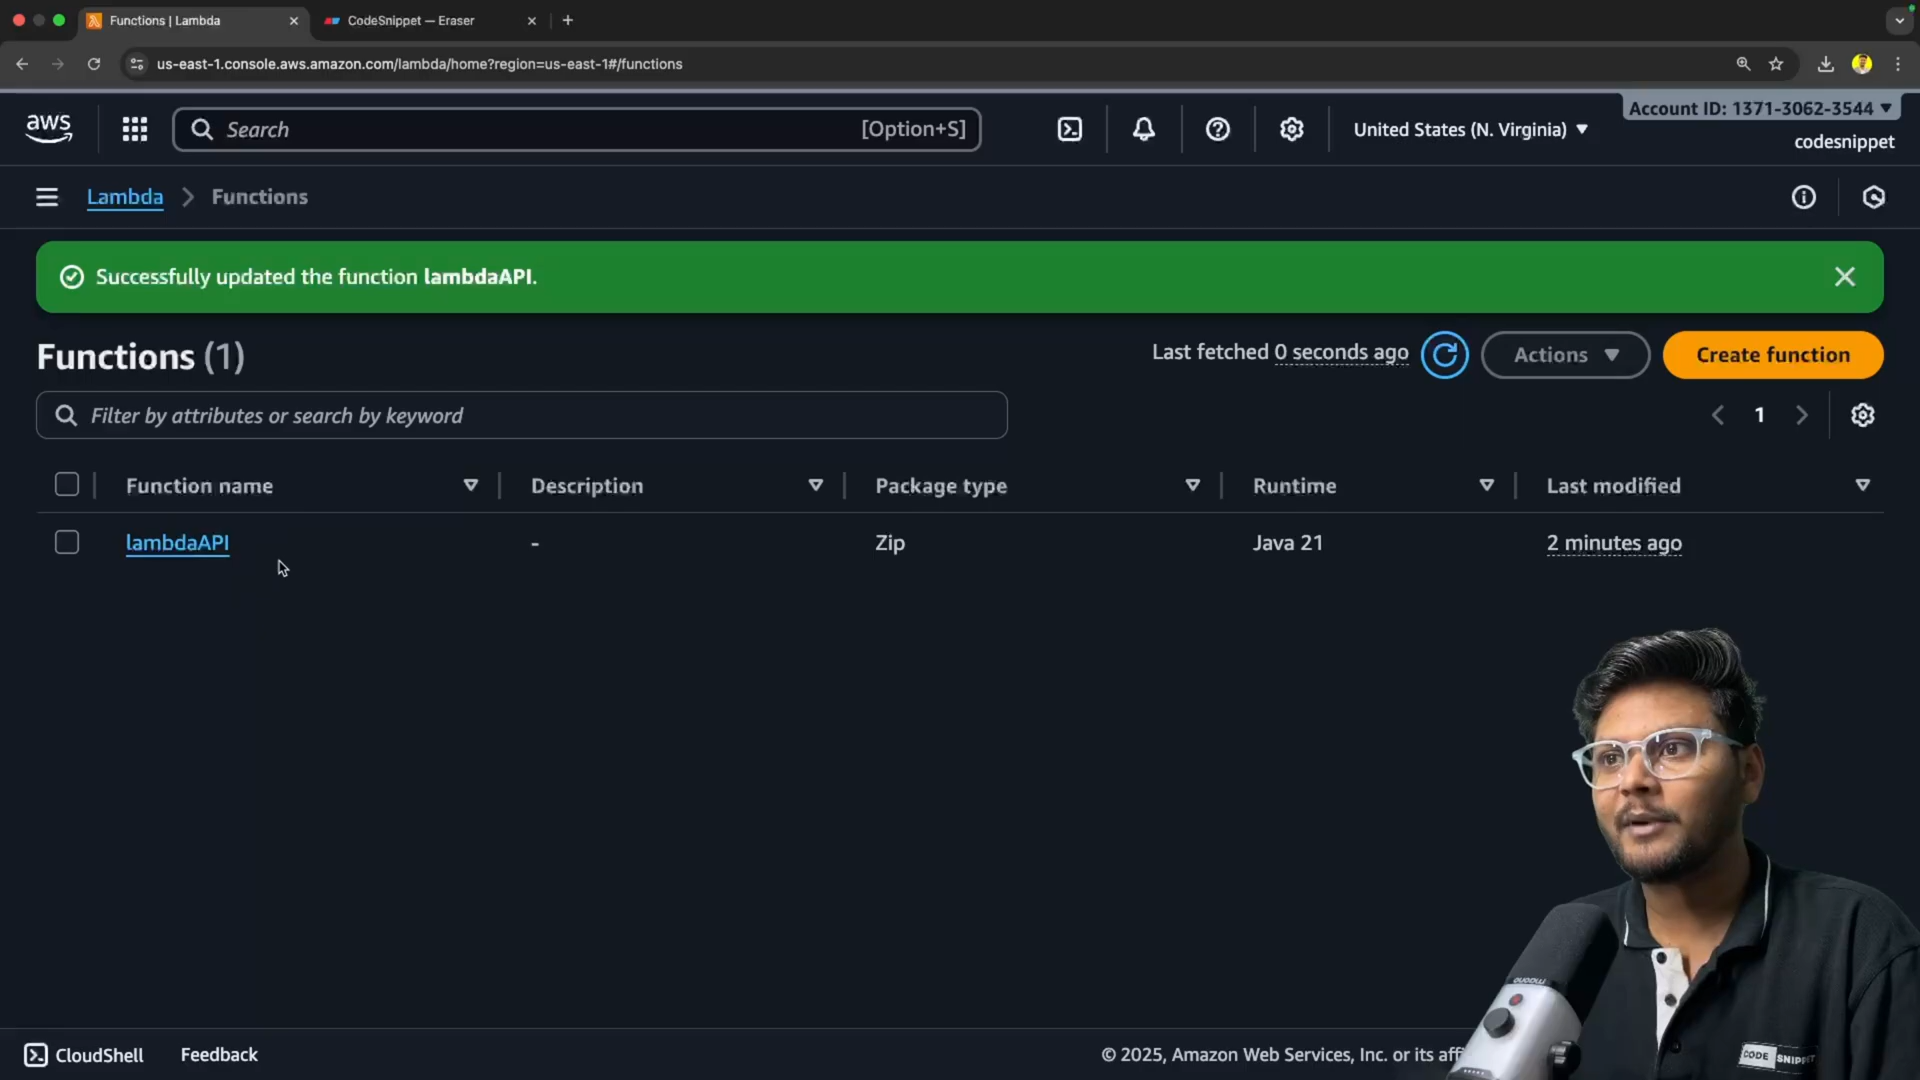 Functions | Lambda
CodeSnippet — Eraser
us-east-1.console.aws.amazon.com/lambda/home?region=us-east-1#/functions
aws
Search
[Option+S]
United States (N. Virginia)
Account ID: 1371-3062-3544
codesnippet
Lambda
Functions
Successfully updated the function lambdaAPI.
Functions (1)
Last fetched 0 seconds ago
Actions
Create function
Filter by attributes or search by keyword
1
Function name
Description
Package type
Runtime
Last modified
lambdaAPI
-
Zip
Java 21
2 minutes ago
CloudShell
Feedback
© 2025, Amazon Web Services, Inc. or its
CODE SNIPPET